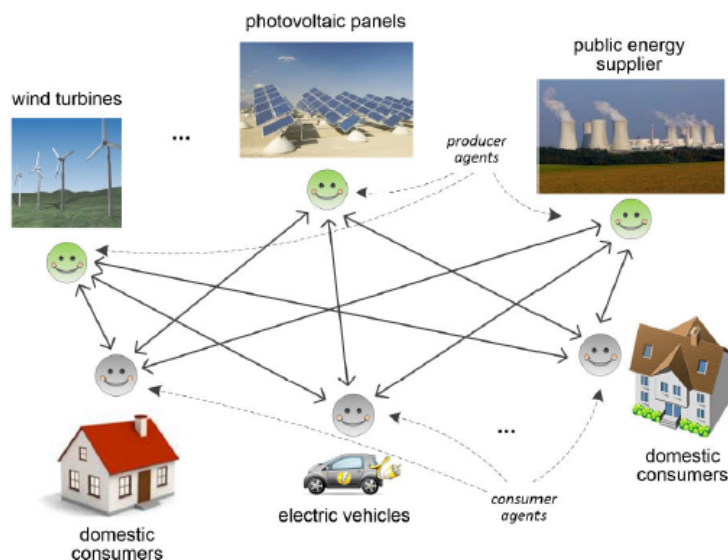 photovoltaic panels
public energy
supplier
wind turbines
...
producer
agents
...
domestic
consumers
consumer
agents
electric vehicles
domestic
consumers